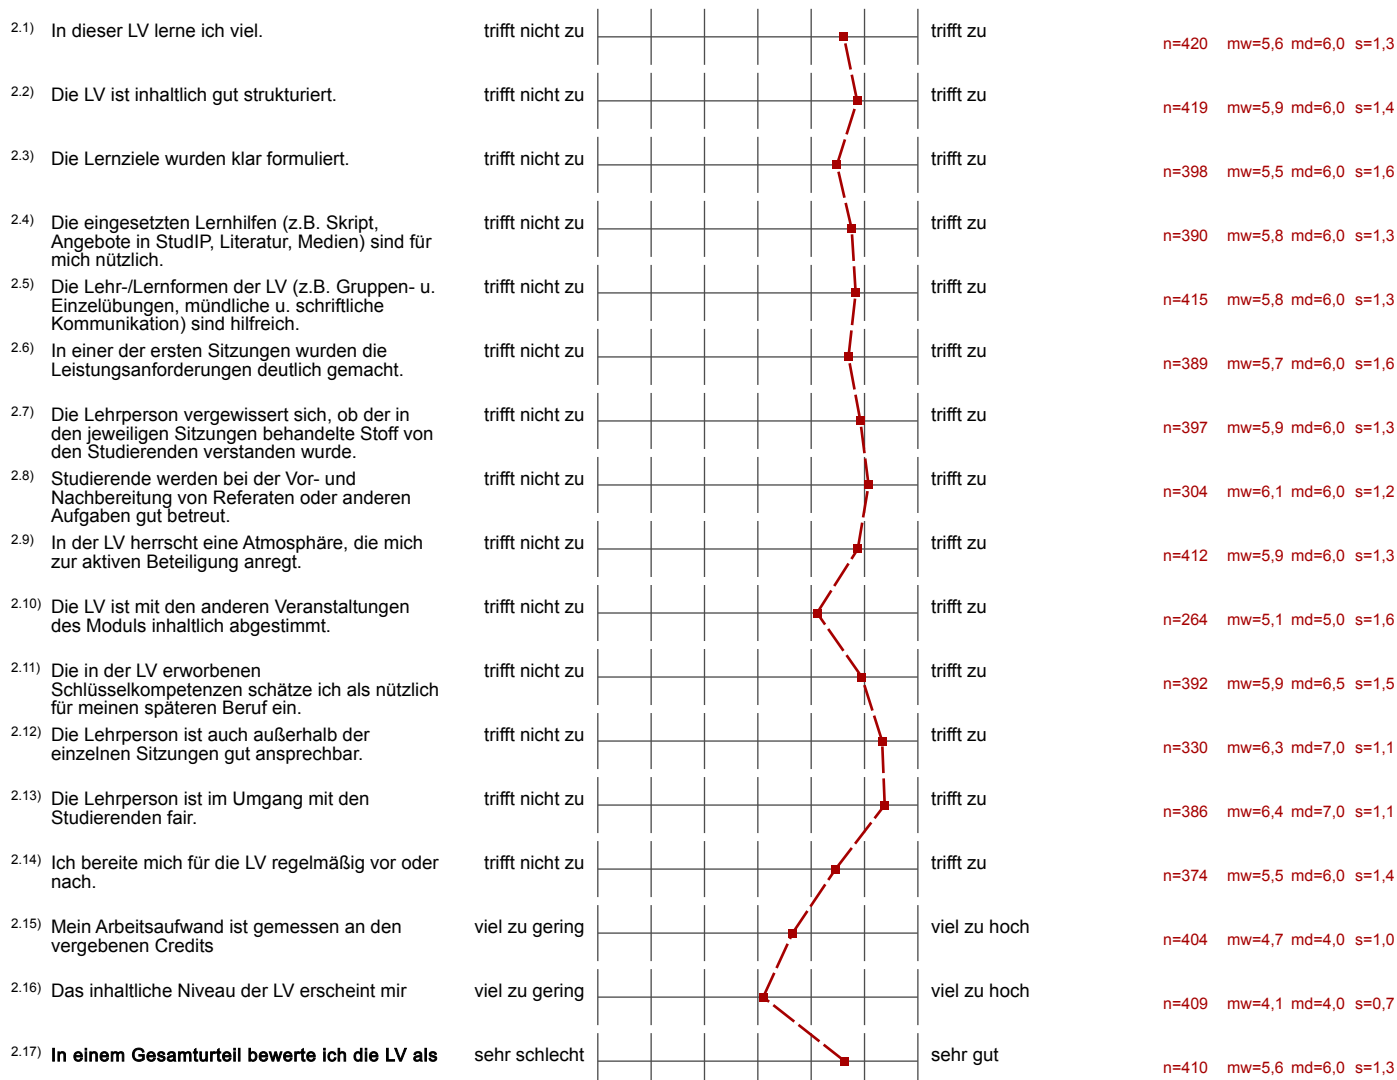 2.1) In dieser LV lerne ich viel. trifft nicht zu trifft zu n=420 mw=5,6 md=6,0 s=1,3
2.2) Die LV ist inhaltlich gut strukturiert. trifft nicht zu trifft zu n=419 mw=5,9 md=6,0 s=1,4
2.3) Die Lernziele wurden klar formuliert. trifft nicht zu trifft zu n=398 mw=5,5 md=6,0 s=1,6
2.4) Die eingesetzten Lernhilfen (z.B. Skript, trifft nicht zu trifft zu n=390 mw=5,8 md=6,0 s=1,3
Angebote in StudIP, Literatur, Medien) sind für
mich nützlich.
2.5) Die Lehr-/Lernformen der LV (z.B. Gruppen- u. trifft nicht zu trifft zu n=415 mw=5,8 md=6,0 s=1,3
Einzelübungen, mündliche u. schriftliche
Kommunikation) sind hilfreich.
2.6) In einer der ersten Sitzungen wurden die trifft nicht zu trifft zu n=389 mw=5,7 md=6,0 s=1,6
Leistungsanforderungen deutlich gemacht.
2.7) Die Lehrperson vergewissert sich, ob der in trifft nicht zu trifft zu n=397 mw=5,9 md=6,0 s=1,3
den jeweiligen Sitzungen behandelte Stoff von
den Studierenden verstanden wurde.
2.8) Studierende werden bei der Vor- und trifft nicht zu trifft zu n=304 mw=6,1 md=6,0 s=1,2
Nachbereitung von Referaten oder anderen
Aufgaben gut betreut.
2.9) In der LV herrscht eine Atmosphäre, die mich trifft nicht zu trifft zu n=412 mw=5,9 md=6,0 s=1,3
zur aktiven Beteiligung anregt.
2.10) Die LV ist mit den anderen Veranstaltungen trifft nicht zu trifft zu n=264 mw=5,1 md=5,0 s=1,6
des Moduls inhaltlich abgestimmt.
2.11) Die in der LV erworbenen trifft nicht zu trifft zu n=392 mw=5,9 md=6,5 s=1,5
Schlüsselkompetenzen schätze ich als nützlich
für meinen späteren Beruf ein.
2.12) Die Lehrperson ist auch außerhalb der trifft nicht zu trifft zu n=330 mw=6,3 md=7,0 s=1,1
einzelnen Sitzungen gut ansprechbar.
2.13) Die Lehrperson ist im Umgang mit den trifft nicht zu trifft zu n=386 mw=6,4 md=7,0 s=1,1
Studierenden fair.
2.14) Ich bereite mich für die LV regelmäßig vor oder trifft nicht zu trifft zu n=374 mw=5,5 md=6,0 s=1,4
nach.
2.15) Mein Arbeitsaufwand ist gemessen an den viel zu gering viel zu hoch n=404 mw=4,7 md=4,0 s=1,0
vergebenen Credits
2.16) Das inhaltliche Niveau der LV erscheint mir viel zu gering viel zu hoch n=409 mw=4,1 md=4,0 s=0,7
2.17) In einem Gesamturteil bewerte ich die LV als sehr schlecht sehr gut n=410 mw=5,6 md=6,0 s=1,3